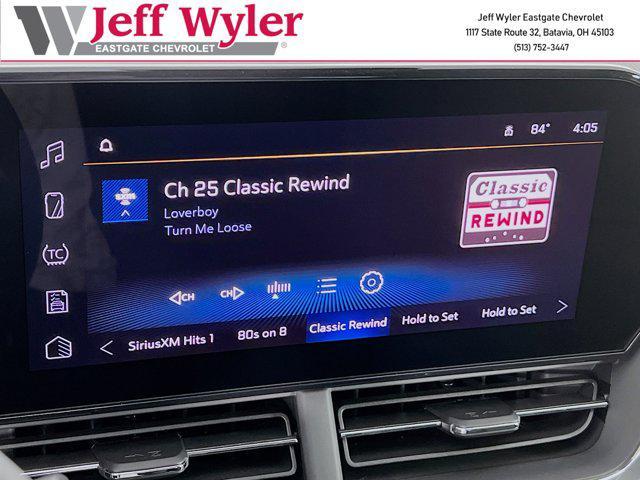 Jeff Wyler
EASTGATE CHEVROLET
Jeff Wyler Eastgate Chevrolet
1117 State Route 32, Batavia, OH 45103
(513) 752-3447
84° 4:05
Ch 25 Classic Rewind
Loverboy
Turn Me Loose
SXM
Classic
REWIND
TC
CH CH
SiriusXM Hits 1 80s on 8 Classic Rewind Hold to Set Hold to Set